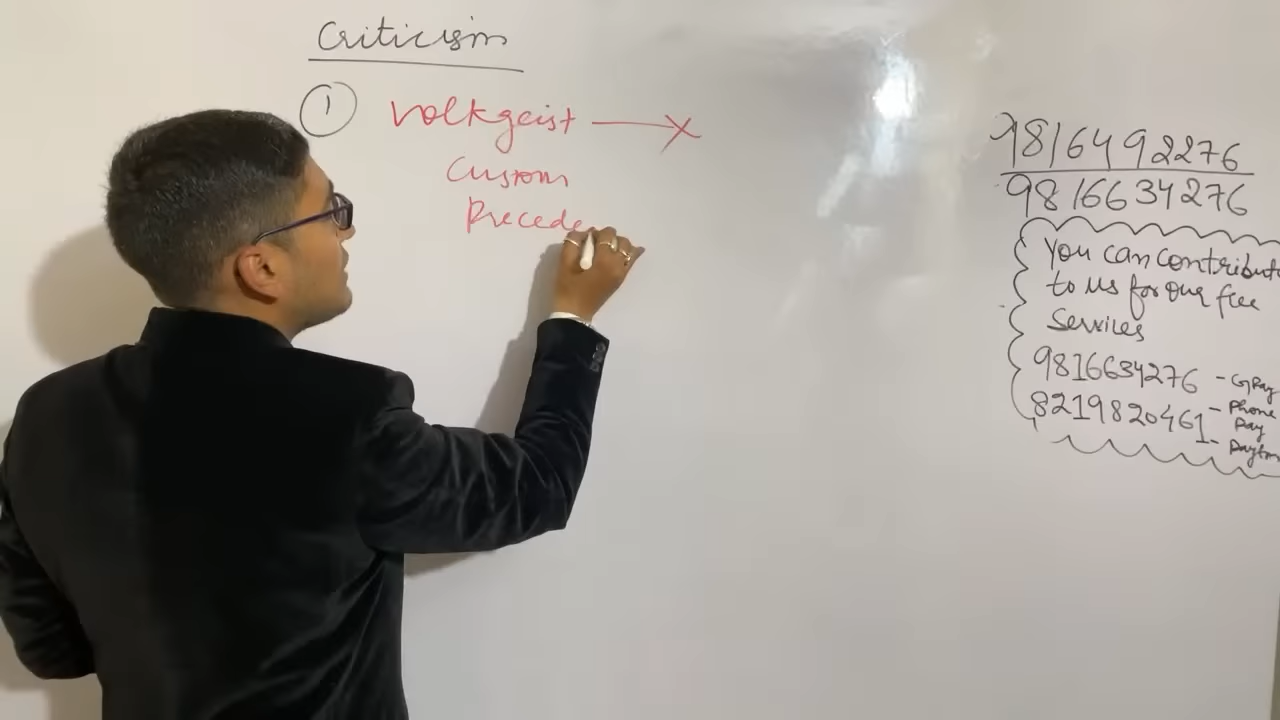 Criticism
1 Volkgeist → X
Custom
Precede
9816492276
9816634276
You can contribute
to us for our free
Services
9816634276 - GPay
8219820461 - Phone
Pay
- Paytm